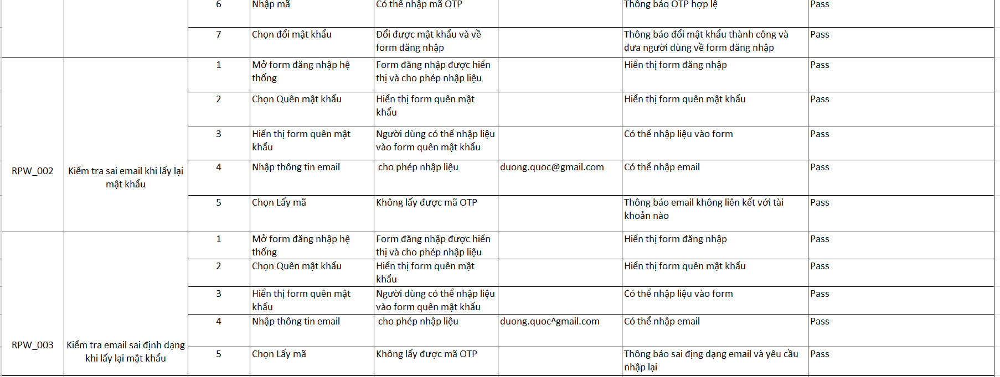 6 Nhập mã Có thể nhập mã OTP Thông báo OTP hợp lệ Pass
7 Chọn đổi mật khẩu Đổi được mật khẩu và về Thông báo đổi mật khẩu thành công và Pass
form đăng nhập đưa người dùng về form đăng nhập
1 Mở form đăng nhập hệ Form đăng nhập được hiển Hiển thị form đăng nhập Pass
thống thị và cho phép nhập liệu
2 Chọn Quên mật khẩu Hiển thị form quên mật Hiển thị form quên mật khẩu Pass
khẩu
3 Hiển thị form quên mật Người dùng có thể nhập liệu Có thể nhập liệu vào form Pass
khẩu vào form quên mật khẩu
RPW_002 Kiểm tra sai email khi lấy lại
mật khẩu
4 Nhập thông tin email cho phép nhập liệu duong.quoc@gmail.com Có thể nhập email Pass
5 Chọn Lấy mã Không lấy được mã OTP Thông báo email không liên kết với tài Pass
khoản nào
1 Mở form đăng nhập hệ Form đăng nhập được hiển Hiển thị form đăng nhập Pass
thống thị và cho phép nhập liệu
2 Chọn Quên mật khẩu Hiển thị form quên mật Hiển thị form quên mật khẩu Pass
khẩu
3 Hiển thị form quên mật Người dùng có thể nhập liệu Có thể nhập liệu vào form Pass
khẩu vào form quên mật khẩu
4 Nhập thông tin email cho phép nhập liệu duong.quoc^gmail.com Có thể nhập email Pass
RPW_003 Kiểm tra email sai định dạng
khi lấy lại mật khẩu
5 Chọn Lấy mã Không lấy được mã OTP Thông báo sai địng dạng email và yêu cầu Pass
nhập lại